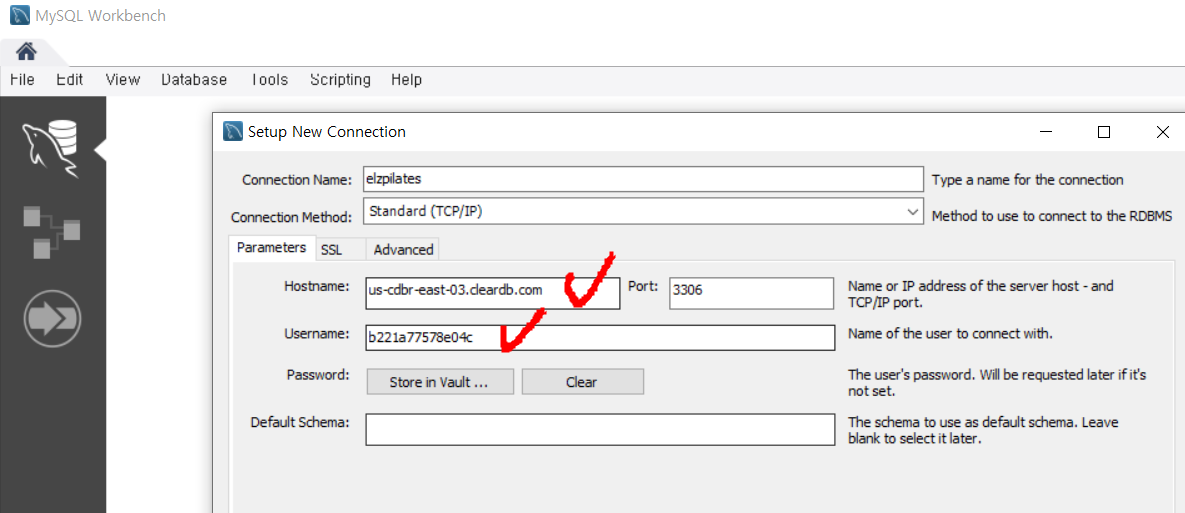 MySQL Workbench
File Edit View Database Tools Scripting Help
Setup New Connection
Connection Name: elzpilates Type a name for the connection
Connection Method: Standard (TCP/IP) Method to use to connect to the RDBMS
Parameters SSL Advanced
Hostname: us-cdbr-east-03.cleardb.com Port: 3306 Name or IP address of the server host - and
TCP/IP port.
Username: b221a77578e04c Name of the user to connect with.
Password: Store in Vault ... Clear The user's password. Will be requested later if it's
not set.
Default Schema: The schema to use as default schema. Leave
blank to select it later.